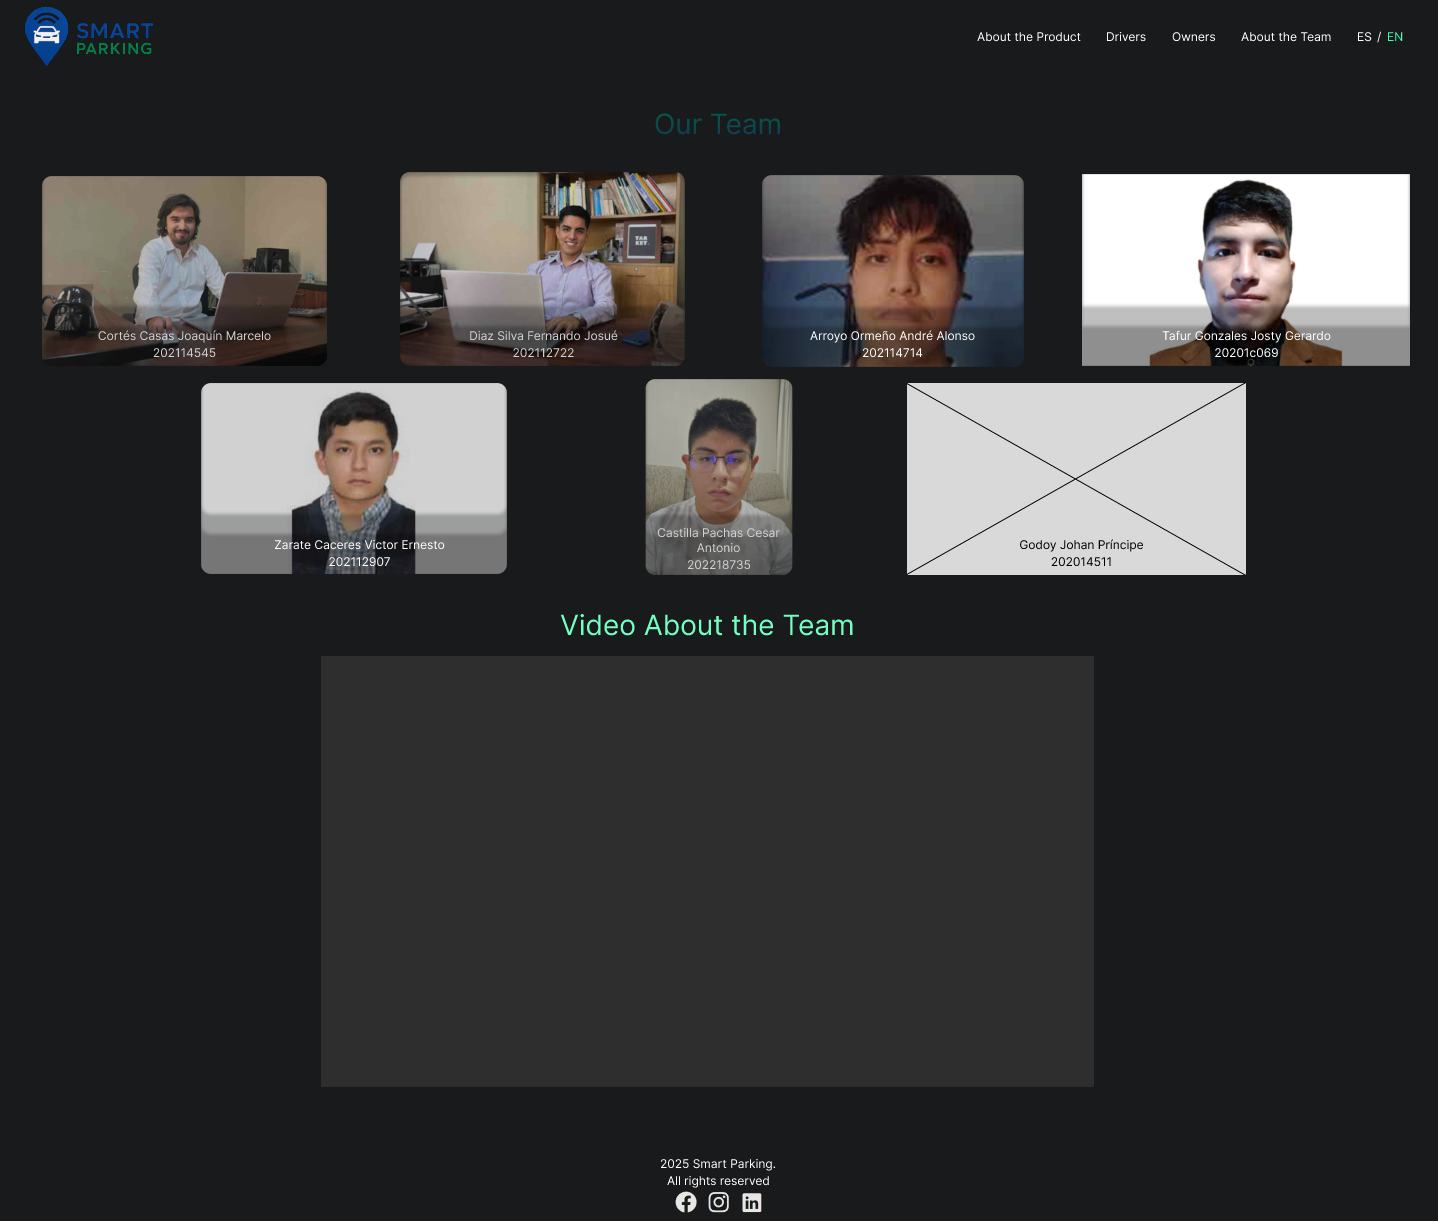 SMART
PARKING
About the Product
Drivers
Owners
About the Team
ES / EN
Our Team
TAR
KEY.
Cortés Casas Joaquín Marcelo
202114545
Diaz Silva Fernando Josué
202112722
Arroyo Ormeño André Alonso
202114714
Tafur Gonzales Josty Gerardo
20201c069
Zarate Caceres Victor Ernesto
202112907
Castilla Pachas Cesar
Antonio
202218735
Godoy Johan Príncipe
202014511
Video About the Team
2025 Smart Parking.
All rights reserved